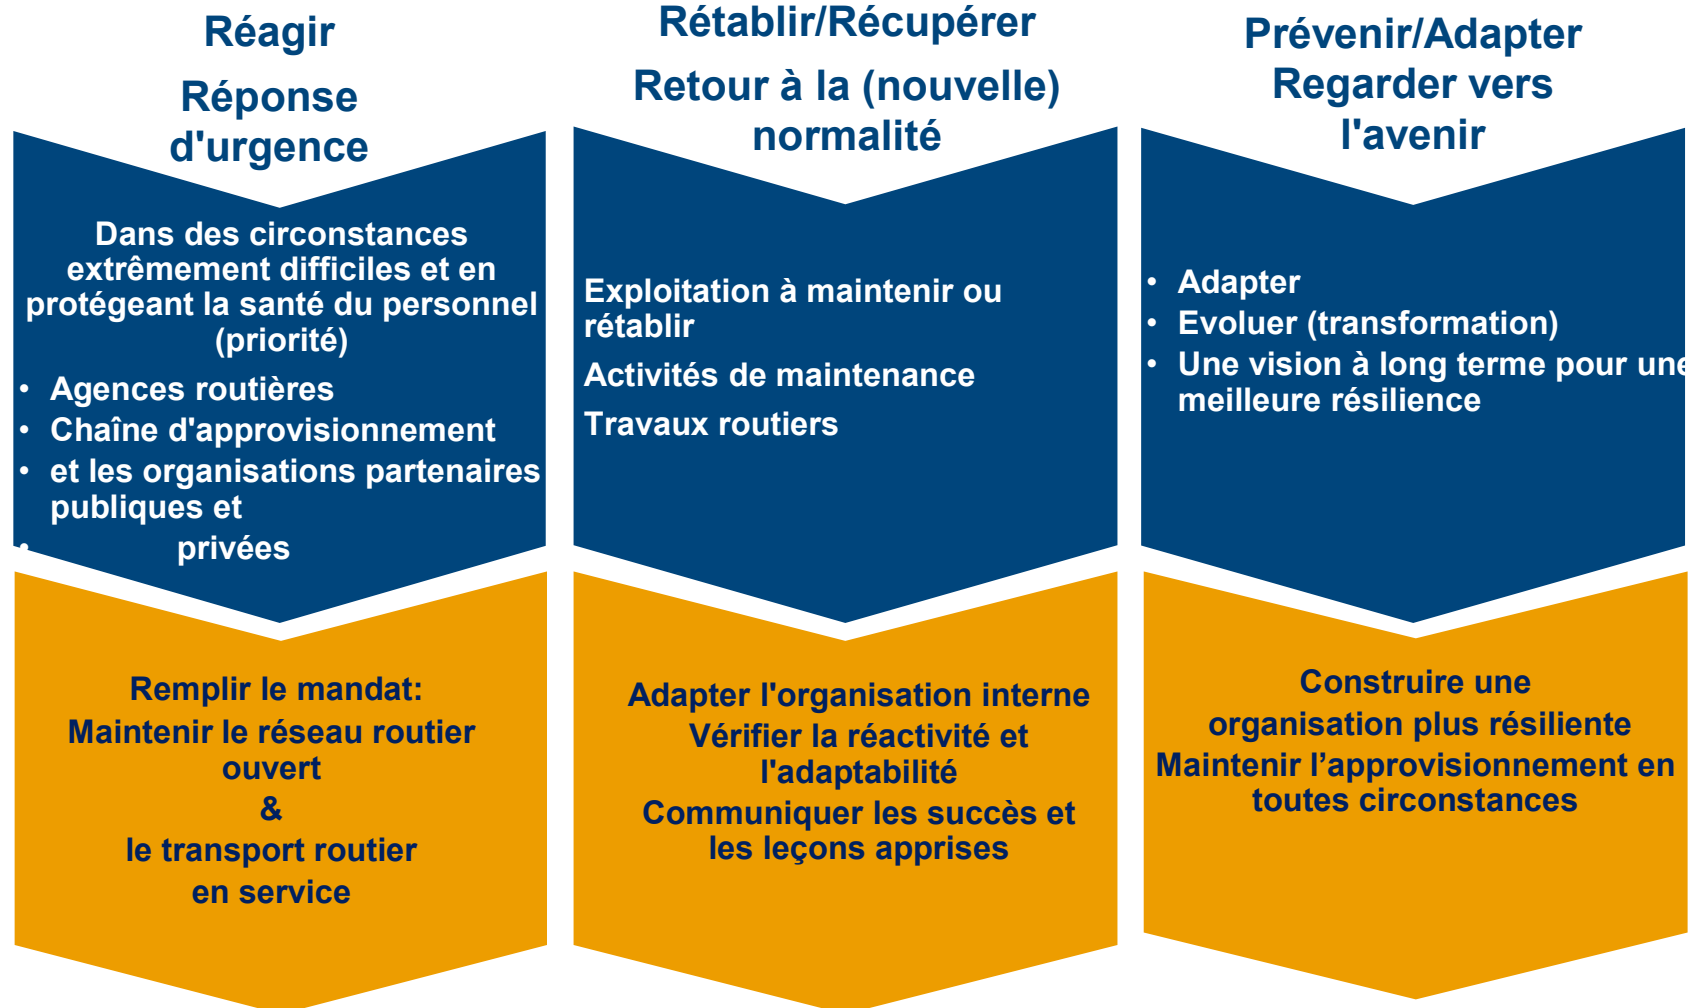 Réagir
Réponse
d'urgence
Dans des circonstances
extrêmement difficiles et en
protégeant la santé du personnel
(priorité)
• Agences routières
• Chaîne d'approvisionnement
• et les organisations partenaires
publiques et
• privées
Remplir le mandat:
Maintenir le réseau routier
ouvert
&
le transport routier
en service
Rétablir/Récupérer
Retour à la (nouvelle)
normalité
Exploitation à maintenir ou
rétablir
Activités de maintenance
Travaux routiers
Adapter l'organisation interne
Vérifier la réactivité et
l'adaptabilité
Communiquer les succès et
les leçons apprises
Prévenir/Adapter
Regarder vers
l'avenir
• Adapter
• Evoluer (transformation)
• Une vision à long terme pour une
meilleure résilience
Construire une
organisation plus résiliente
Maintenir l’approvisionnement en
toutes circonstances